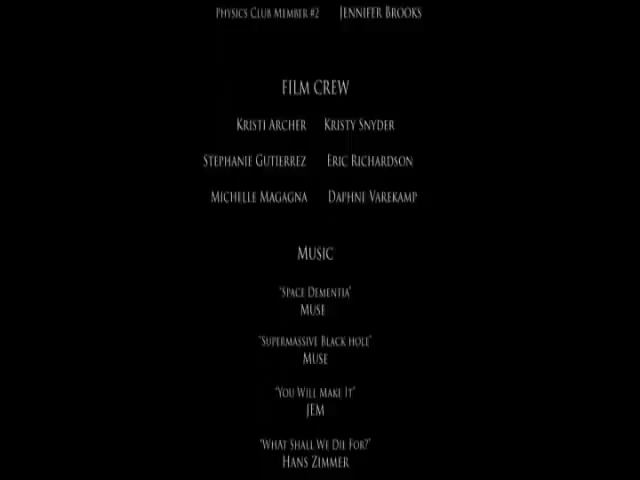 Physics Club Member #2 Jennifer Brooks
FILM CREW
Kristi Archer Kristy Snyder
Stephanie Gutierrez Eric Richardson
Michelle Magagna Daphne Varekamp
Music
"Space Dementia"
MUSE
"Supermassive Black hole"
MUSE
"You Will Make It"
JEM
"What Shall We Die For?"
Hans Zimmer